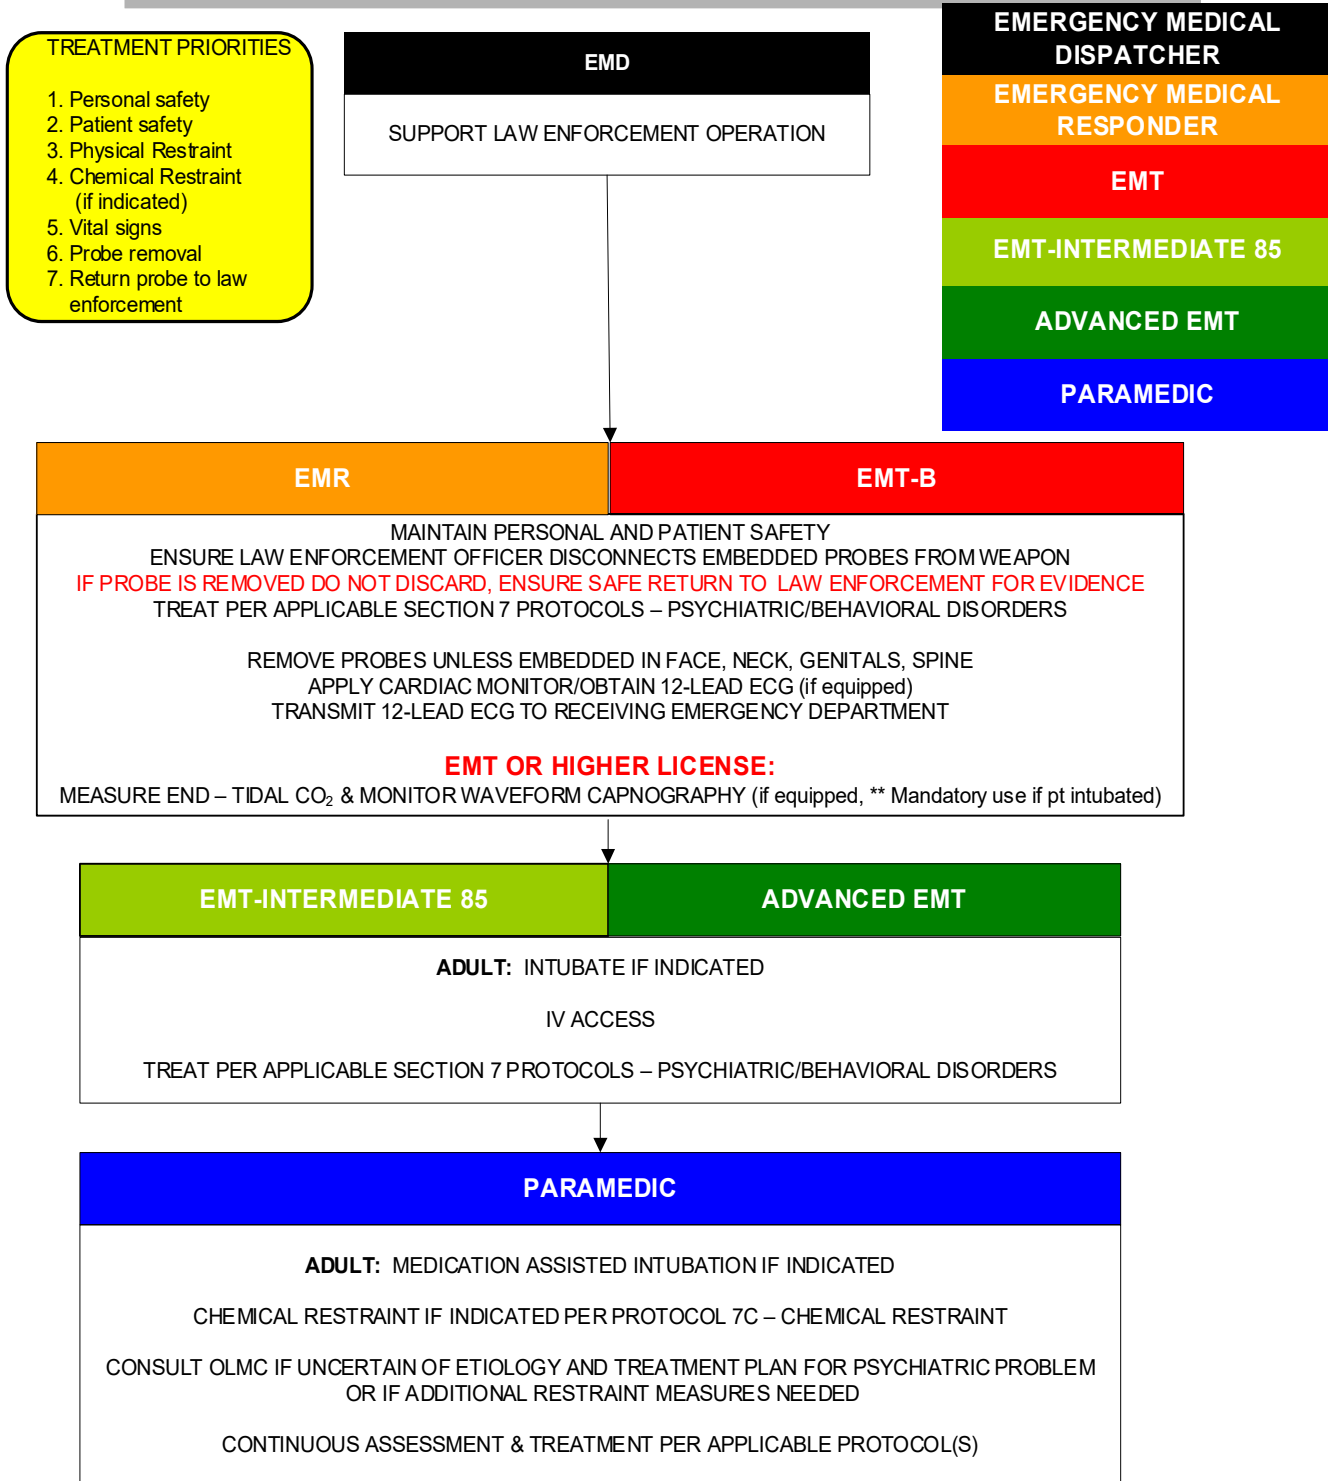 TREATMENT PRIORITIES
1. Personal safety
2. Patient safety
3. Physical Restraint
4. Chemical Restraint
(if indicated)
5. Vital signs
6. Probe removal
7. Return probe to law
enforcement
EMD
SUPPORT LAW ENFORCEMENT OPERATION
EMERGENCY MEDICAL
DISPATCHER
EMERGENCY MEDICAL
RESPONDER
EMT
EMT-INTERMEDIATE 85
ADVANCED EMT
PARAMEDIC
EMR
EMT-B
MAINTAIN PERSONAL AND PATIENT SAFETY
ENSURE LAW ENFORCEMENT OFFICER DISCONNECTS EMBEDDED PROBES FROM WEAPON
IF PROBE IS REMOVED DO NOT DISCARD, ENSURE SAFE RETURN TO LAW ENFORCEMENT FOR EVIDENCE
TREAT PER APPLICABLE SECTION 7 PROTOCOLS – PSYCHIATRIC/BEHAVIORAL DISORDERS
REMOVE PROBES UNLESS EMBEDDED IN FACE, NECK, GENITALS, SPINE
APPLY CARDIAC MONITOR/OBTAIN 12-LEAD ECG (if equipped)
TRANSMIT 12-LEAD ECG TO RECEIVING EMERGENCY DEPARTMENT
EMT OR HIGHER LICENSE:
MEASURE END – TIDAL CO₂ & MONITOR WAVEFORM CAPNOGRAPHY (if equipped, ** Mandatory use if pt intubated)
EMT-INTERMEDIATE 85
ADVANCED EMT
ADULT: INTUBATE IF INDICATED
IV ACCESS
TREAT PER APPLICABLE SECTION 7 PROTOCOLS – PSYCHIATRIC/BEHAVIORAL DISORDERS
PARAMEDIC
ADULT: MEDICATION ASSISTED INTUBATION IF INDICATED
CHEMICAL RESTRAINT IF INDICATED PER PROTOCOL 7C – CHEMICAL RESTRAINT
CONSULT OLMC IF UNCERTAIN OF ETIOLOGY AND TREATMENT PLAN FOR PSYCHIATRIC PROBLEM
OR IF ADDITIONAL RESTRAINT MEASURES NEEDED
CONTINUOUS ASSESSMENT & TREATMENT PER APPLICABLE PROTOCOL(S)